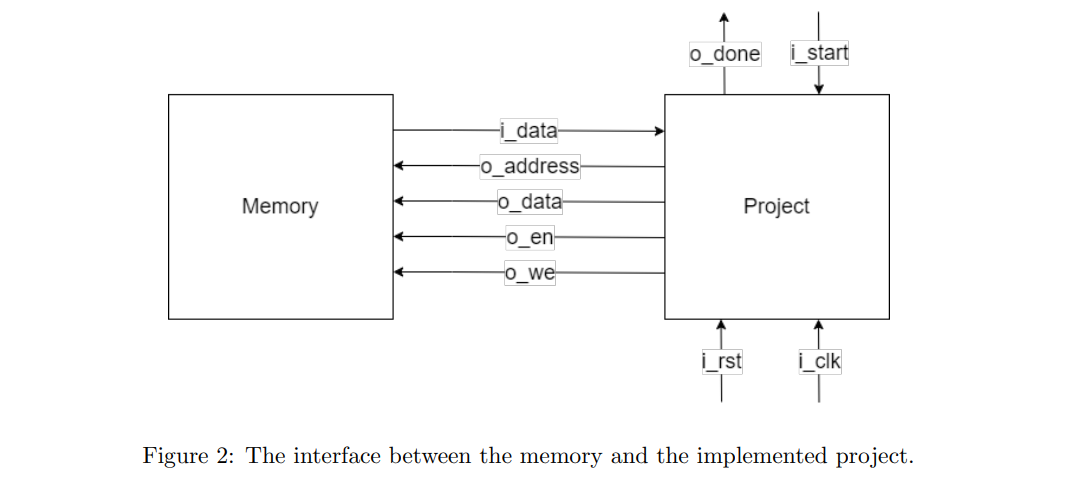 o_done
i_start
i_data
o_address
o_data
o_en
o_we
Memory
Project
i_rst
i_clk
Figure 2: The interface between the memory and the implemented project.